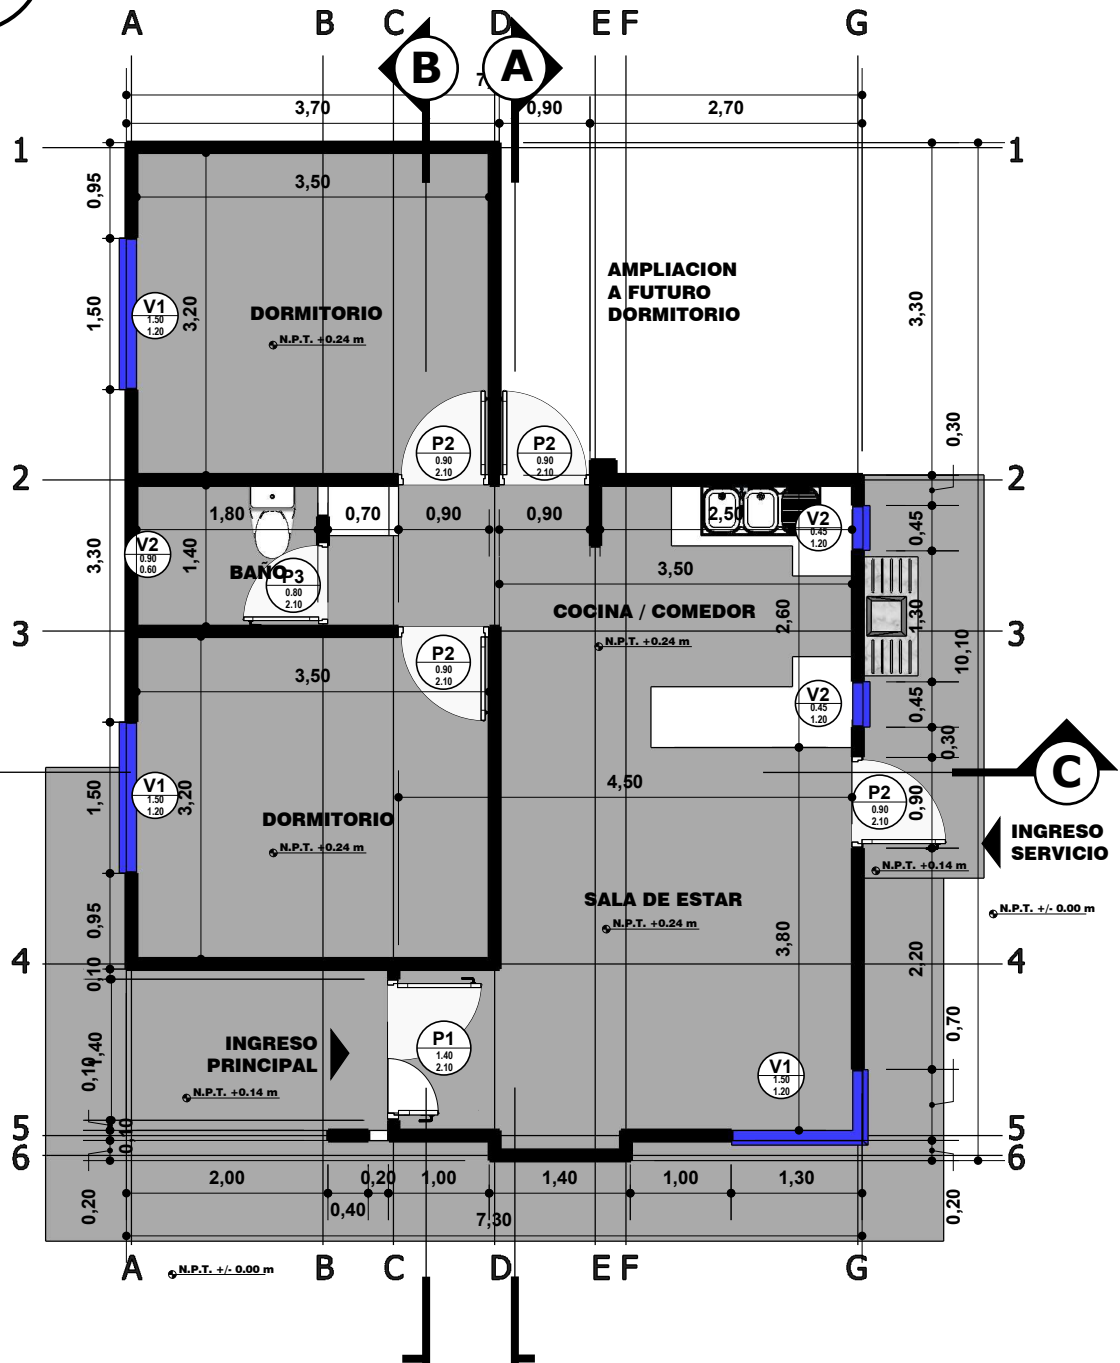 A B C D E F G
B A
3,70 0,90 2,70
1 1
0,95
3,50
1,50
V1
1.50
1.20
3,20
DORMITORIO
N.P.T. +0.24 m
AMPLIACION
A FUTURO
DORMITORIO
3,30
0,30
P2
0.90
2.10
P2
0.90
2.10
2 2
1,80 0,70 0,90 0,90 2,50
V2
0.45
1.20
0,45
3,30
V2
0.90
0.60
1,40
BAÑO
P3
0.80
2.10
3,50
COCINA / COMEDOR
N.P.T. +0.24 m
2,60
1,30
10,10
3 3
P2
0.90
2.10
3,50
V2
0.45
1.20
0,45
0,30
1,50
V1
1.50
1.20
3,20
4,50
C
P2
0.90
2.10
0,90
DORMITORIO
N.P.T. +0.24 m
INGRESO
SERVICIO
N.P.T. +0.14 m
N.P.T. +/- 0.00 m
SALA DE ESTAR
N.P.T. +0.24 m
3,80
0,95
2,20
4 4
0,10
1,40
0,10
0,10
INGRESO
PRINCIPAL
N.P.T. +0.14 m
P1
1.40
2.10
V1
1.50
1.20
0,70
5 5
6 6
0,20
2,00 0,20 1,00 1,40 1,00 1,30
0,40
7,30
0,20
A B C D E F G
N.P.T. +/- 0.00 m